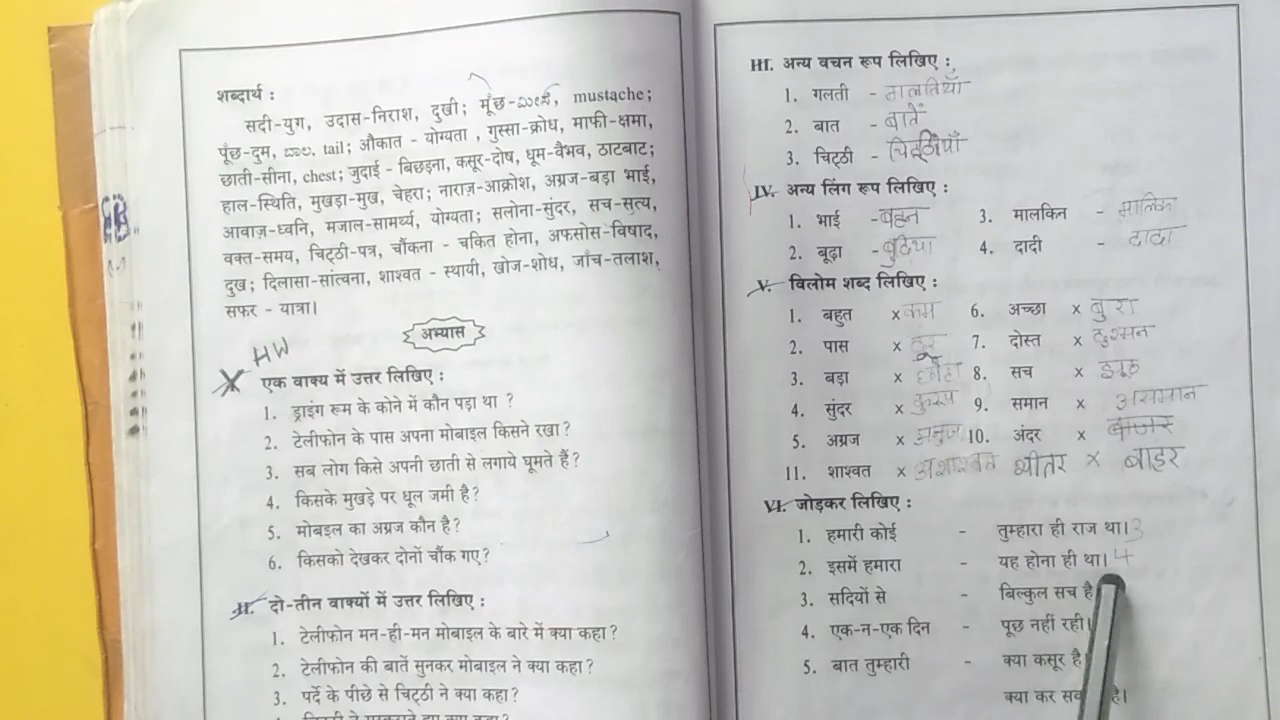 शब्दार्थ :
सदी-युग, उदास-निराश, दुखी; मूँछ-ಮೀಸೆ, mustache;
पूँछ-दुम, ಬಾಲ, tail; औकात - योग्यता , गुस्सा-क्रोध, माफी-क्षमा,
छाती-सीना, chest; जुदाई - बिछड़ना, कसूर-दोष, धूम-वैभव, ठाटबाट;
हाल-स्थिति, मुखड़ा-मुख, चेहरा; नाराज़-आक्रोश, अग्रज-बड़ा भाई,
आवाज़-ध्वनि, मजाल-सामर्थ्य, योग्यता; सलोना-सुंदर, सच-सत्य,
वक्त-समय, चिट्ठी-पत्र, चौंकना - चकित होना, अफसोस-विषाद,
दुख; दिलासा-सांत्वना, शाश्वत - स्थायी, खोज-शोध, जाँच-तलाश,
सफर - यात्रा।
अभ्यास
HW
एक वाक्य में उत्तर लिखिए :
1. ड्राइंग रूम के कोने में कौन पड़ा था ?
2. टेलीफोन के पास अपना मोबाइल किसने रखा?
3. सब लोग किसे अपनी छाती से लगाये घूमते हैं?
4. किसके मुखड़े पर धूल जमी है?
5. मोबइल का अग्रज कौन है?
6. किसको देखकर दोनों चौंक गए?
II. दो-तीन वाक्यों में उत्तर लिखिए :
1. टेलीफोन मन-ही-मन मोबाइल के बारे में क्या कहा?
2. टेलीफोन की बातें सुनकर मोबाइल ने क्या कहा?
3. पर्दे के पीछे से चिट्ठी ने क्या कहा?
III. अन्य वचन रूप लिखिए :
1. गलती - गलतियाँ
2. बात - बातें
3. चिट्ठी - चिट्ठीयाँ
IV. अन्य लिंग रूप लिखिए :
1. भाई - बहन 3. मालकिन - मालिक
2. बूढ़ा - बुढिया 4. दादी - दादा
V. विलोम शब्द लिखिए :
1. बहुत x कम 6. अच्छा x बुरा
2. पास x दूर 7. दोस्त x दुश्मन
3. बड़ा x छोटा 8. सच x झूठ
4. सुंदर x कुरुप 9. समान x असमान
5. अग्रज x अनुज 10. अंदर x बाहर
11. शाश्वत x अशाश्वत भीतर x बाहर
VI. जोड़कर लिखिए :
1. हमारी कोई - तुम्हारा ही राज था। 3
2. इसमें हमारा - यह होना ही था। 4
3. सदियों से - बिल्कुल सच है
4. एक-न-एक दिन - पूछ नहीं रही।
5. बात तुम्हारी - क्या कसूर है
क्या कर है।